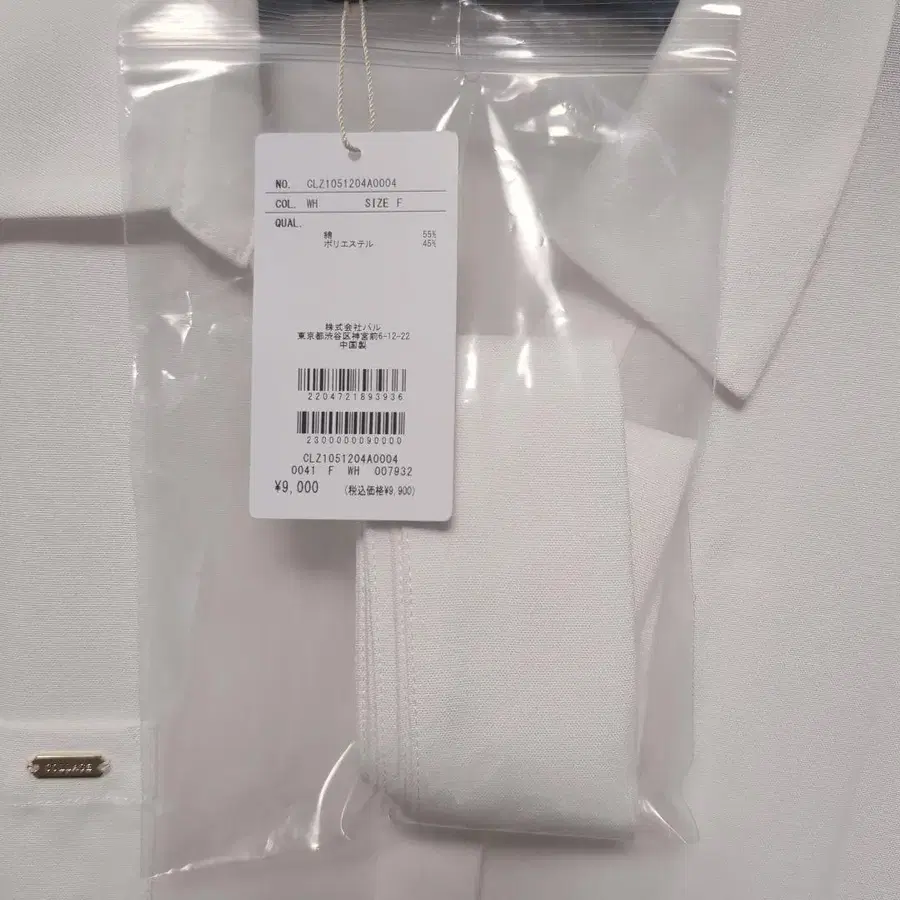 NO. CLZ1051204A0004
COL. WH SIZE F
QUAL.
綿 55%
ポリエステル 45%
株式会社パル
東京都渋谷区神宮前6-12-22
中国製
2204721893936
2300000090000
CLZ1051204A0004
0041 F WH 007932
¥9,000 (税込価格¥9,900)
COLLAGE